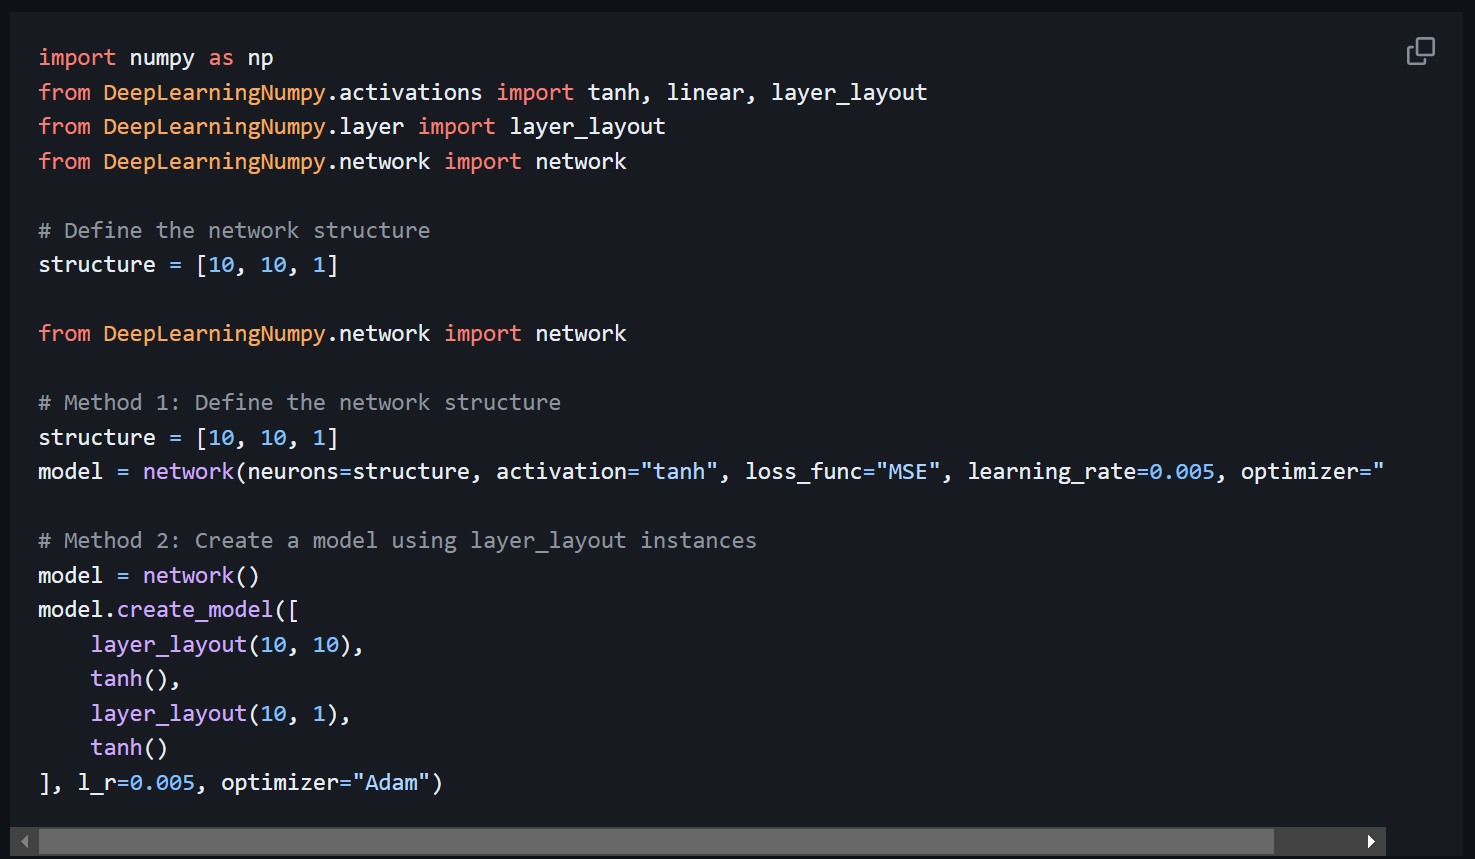 import numpy as np
from DeepLearningNumpy.activations import tanh, linear, layer_layout
from DeepLearningNumpy.layer import layer_layout
from DeepLearningNumpy.network import network
# Define the network structure
structure = [10, 10, 1]
from DeepLearningNumpy.network import network
# Method 1: Define the network structure
structure = [10, 10, 1]
model = network(neurons=structure, activation="tanh", loss_func="MSE", learning_rate=0.005, optimizer="
# Method 2: Create a model using layer_layout instances
model = network()
model.create_model([
    layer_layout(10, 10),
    tanh(),
    layer_layout(10, 1),
    tanh()
], l_r=0.005, optimizer="Adam")